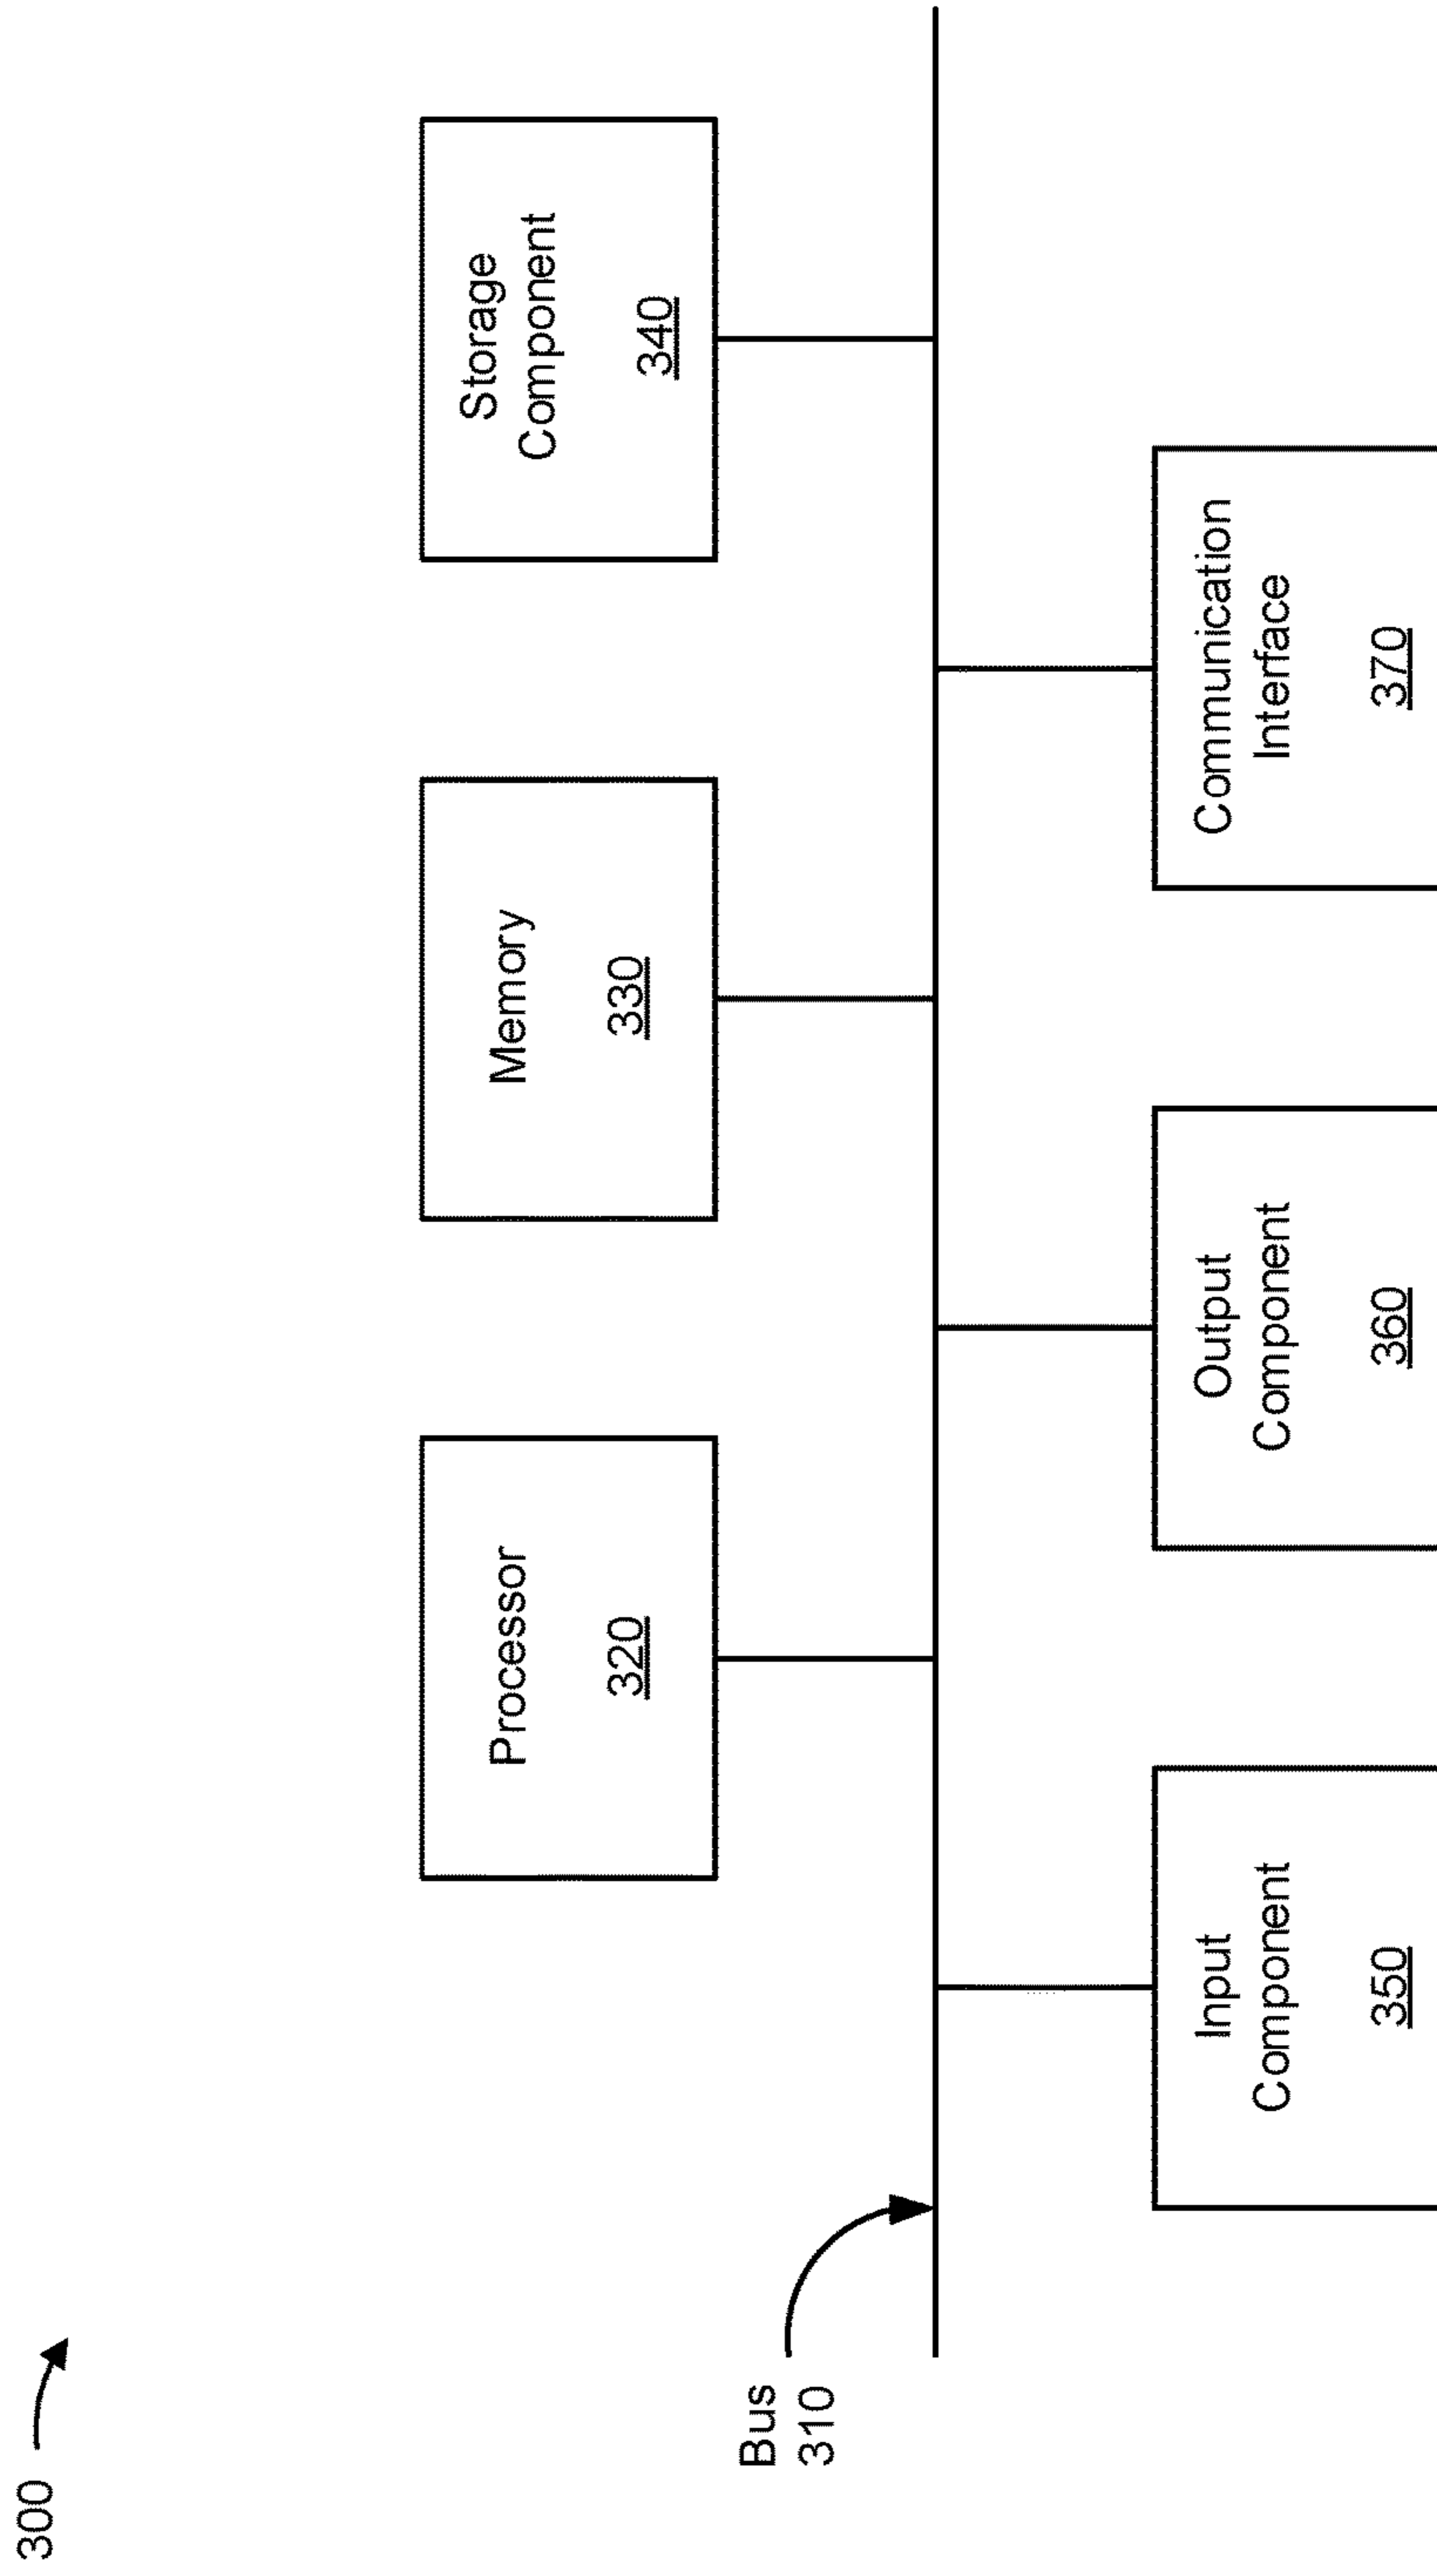 300
Bus
310
Processor
320
Memory
330
Storage
Component
340
Input
Component
350
Output
Component
360
Communication
Interface
370